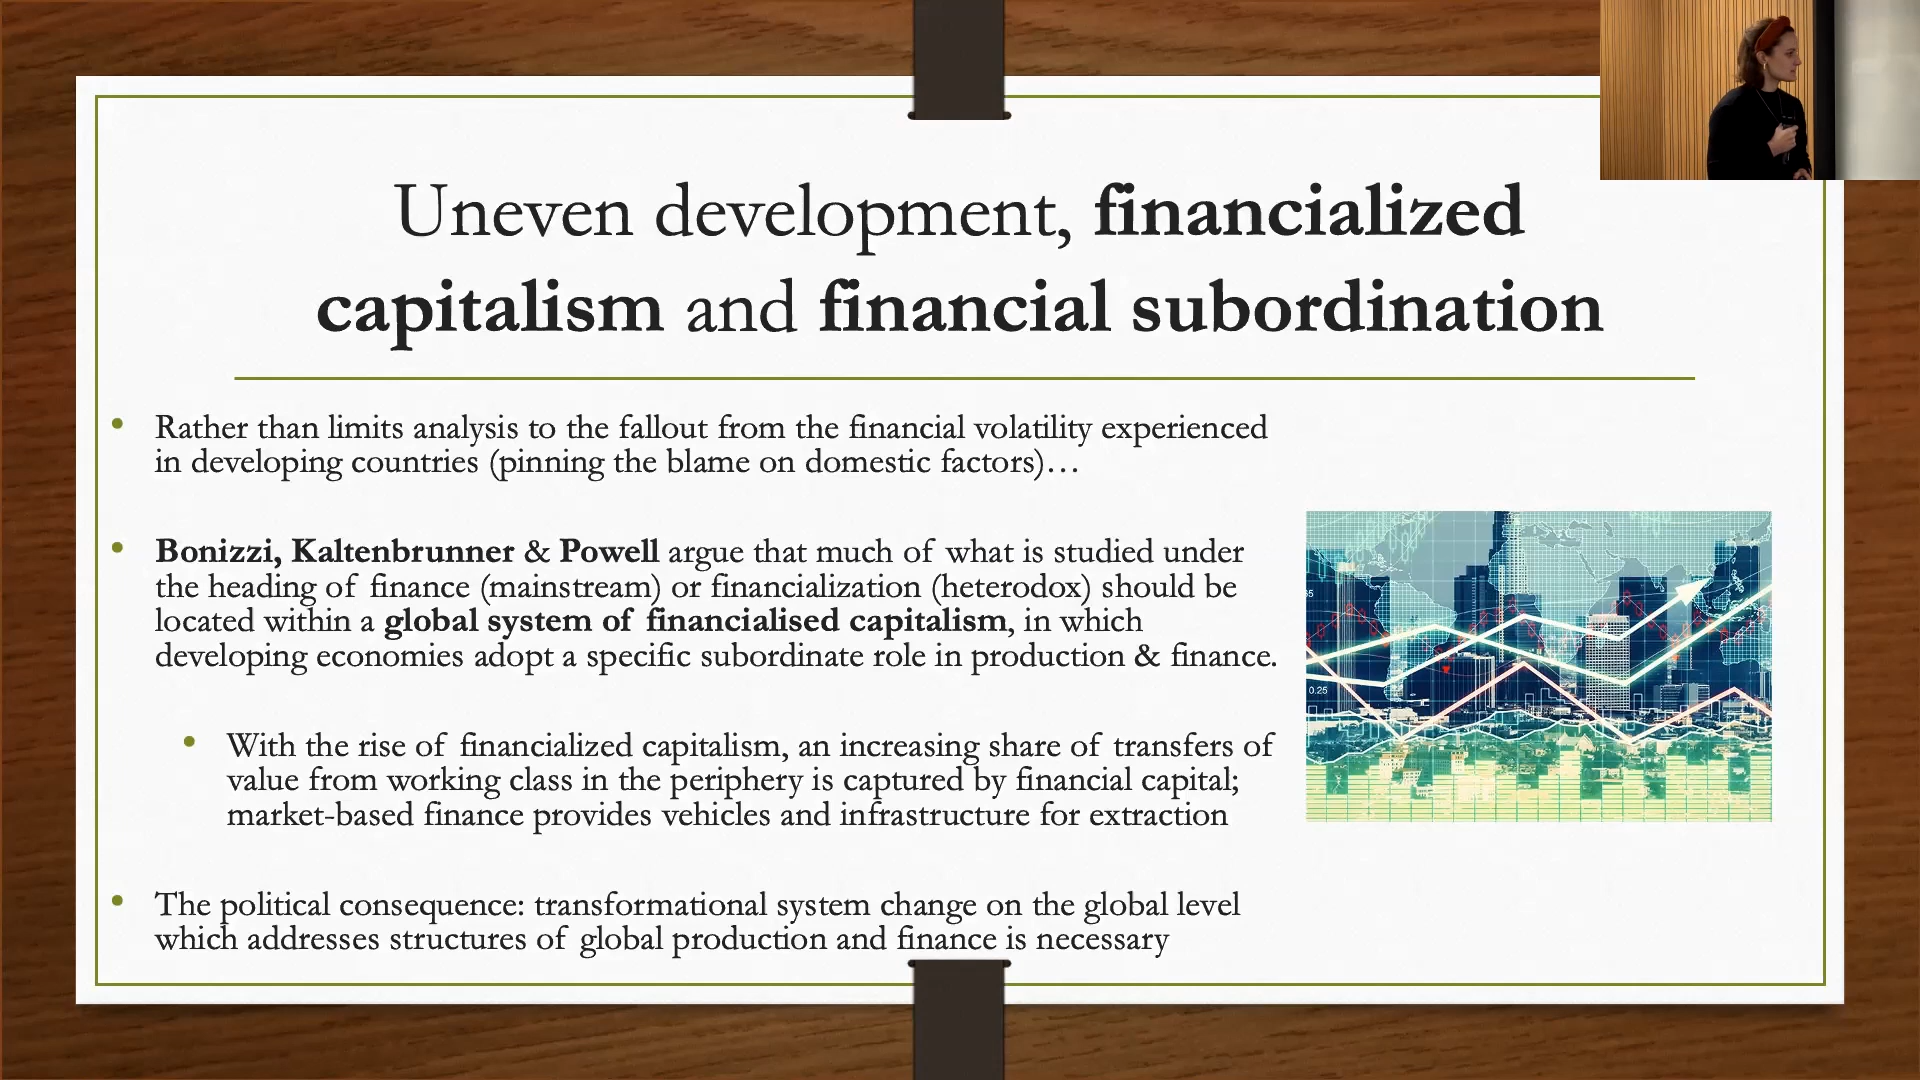 Uneven development, financialized
capitalism and financial subordination
• Rather than limits analysis to the fallout from the financial volatility experienced
in developing countries (pinning the blame on domestic factors)…
• Bonizzi, Kaltenbrunner & Powell argue that much of what is studied under
the heading of finance (mainstream) or financialization (heterodox) should be
located within a global system of financialised capitalism, in which
developing economies adopt a specific subordinate role in production & finance.
• With the rise of financialized capitalism, an increasing share of transfers of
value from working class in the periphery is captured by financial capital;
market-based finance provides vehicles and infrastructure for extraction
• The political consequence: transformational system change on the global level
which addresses structures of global production and finance is necessary
0.25